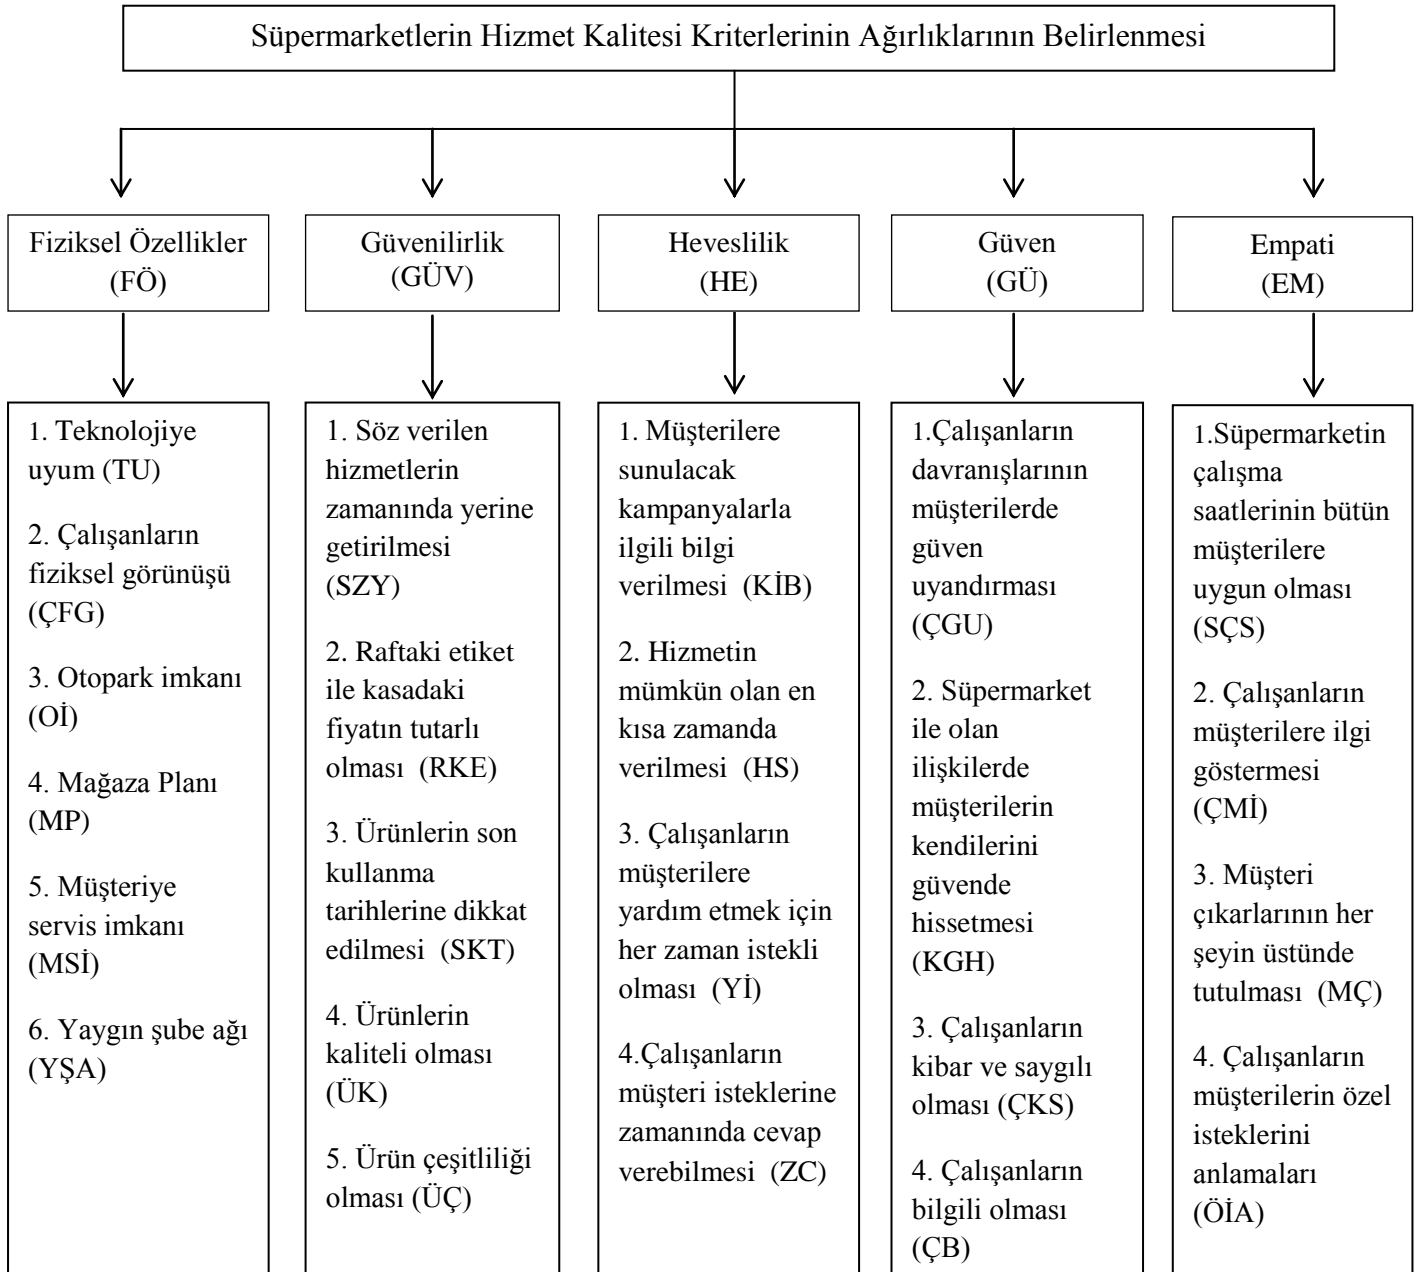 Süpermarketlerin Hizmet Kalitesi Kriterlerinin Ağırlıklarının Belirlenmesi
Fiziksel Özellikler
(FÖ)
Güvenilirlik
(GÜV)
Heveslilik
(HE)
Güven
(GÜ)
Empati
(EM)
1. Teknolojiye
uyum (TU)
2. Çalışanların
fiziksel görünüşü
(ÇFG)
3. Otopark imkanı
(Oİ)
4. Mağaza Planı
(MP)
5. Müşteriye
servis imkanı
(MSİ)
6. Yaygın şube ağı
(YŞA)
1. Söz verilen
hizmetlerin
zamanında yerine
getirilmesi
(SZY)
2. Raftaki etiket
ile kasadaki
fiyatın tutarlı
olması (RKE)
3. Ürünlerin son
kullanma
tarihlerine dikkat
edilmesi (SKT)
4. Ürünlerin
kaliteli olması
(ÜK)
5. Ürün çeşitliliği
olması (ÜÇ)
1. Müşterilere
sunulacak
kampanyalarla
ilgili bilgi
verilmesi (KİB)
2. Hizmetin
mümkün olan en
kısa zamanda
verilmesi (HS)
3. Çalışanların
müşterilere
yardım etmek için
her zaman istekli
olması (Yİ)
4.Çalışanların
müşteri isteklerine
zamanında cevap
verebilmesi (ZC)
1.Çalışanların
davranışlarının
müşterilerde
güven
uyandırması
(ÇGU)
2. Süpermarket
ile olan
ilişkilerde
müşterilerin
kendilerini
güvende
hissetmesi
(KGH)
3. Çalışanların
kibar ve saygılı
olması (ÇKS)
4. Çalışanların
bilgili olması
(ÇB)
1.Süpermarketin
çalışma
saatlerinin bütün
müşterilere
uygun olması
(SÇS)
2. Çalışanların
müşterilere ilgi
göstermesi
(ÇMİ)
3. Müşteri
çıkarlarının her
şeyin üstünde
tutulması (MÇ)
4. Çalışanların
müşterilerin özel
isteklerini
anlamaları
(ÖİA)